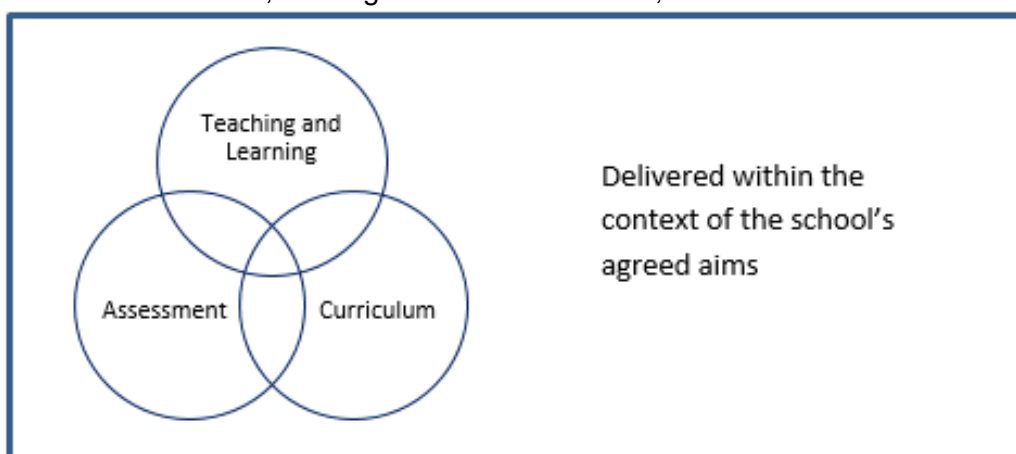 Teaching and
Learning
Assessment
Curriculum
Delivered within the
context of the school’s
agreed aims